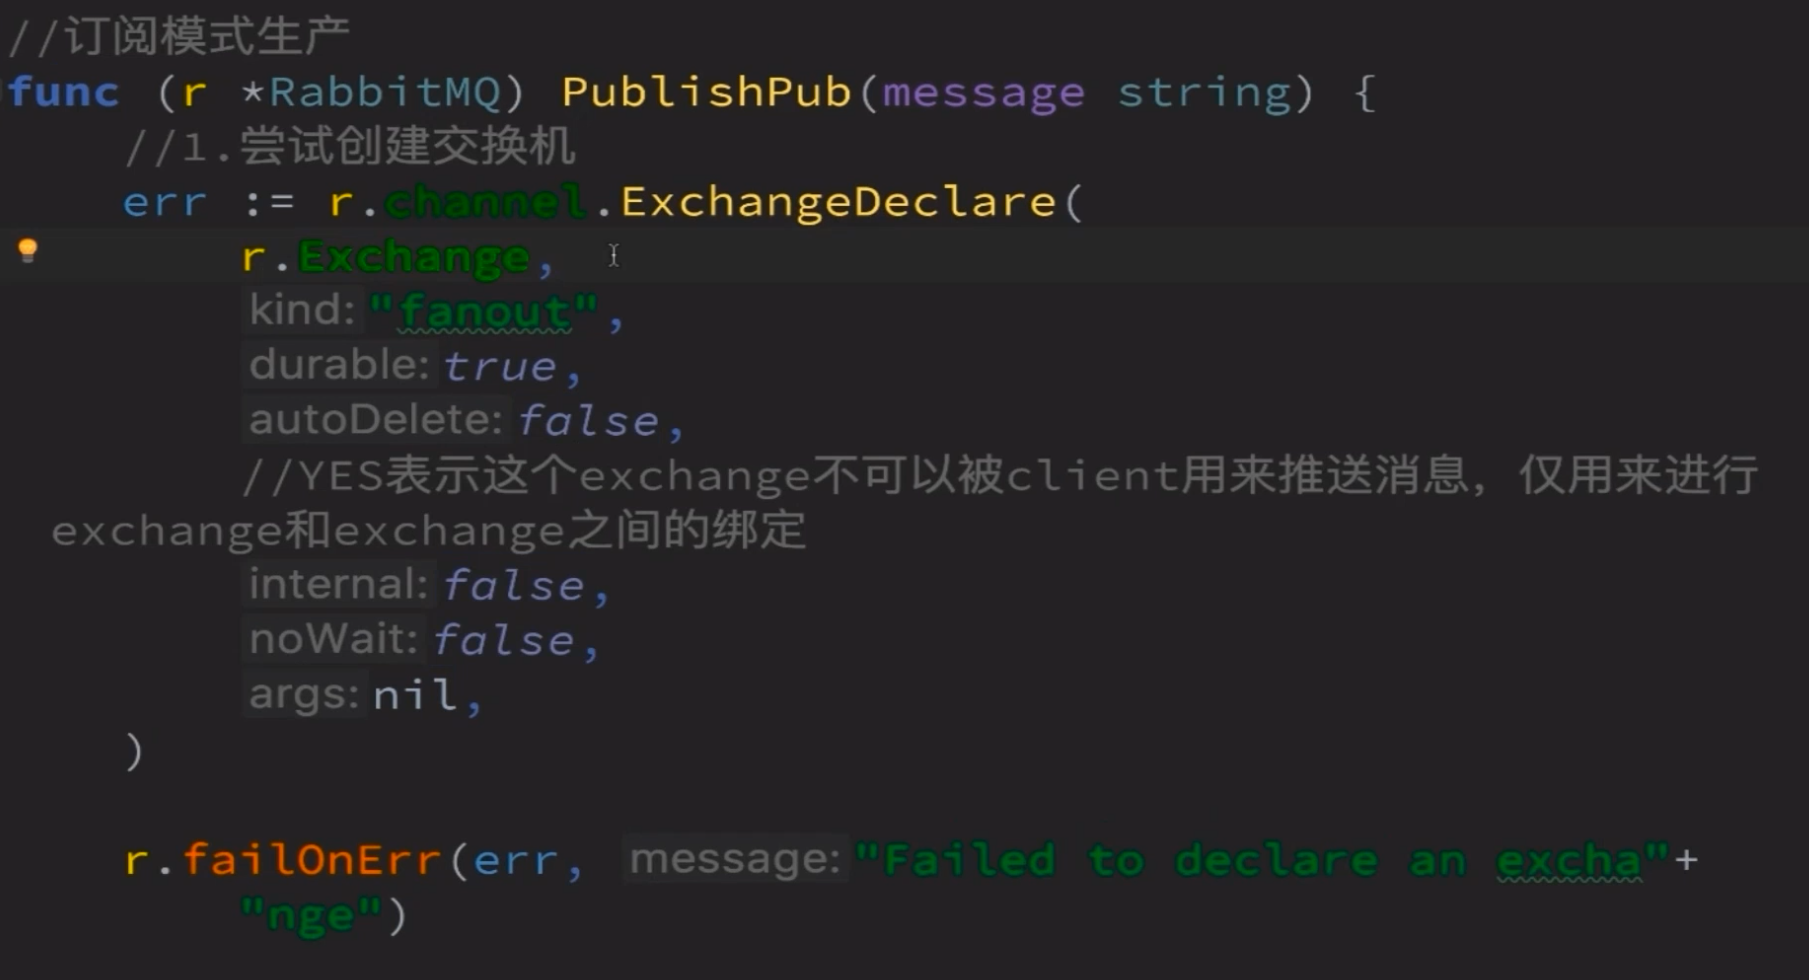 //订阅模式生产
func (r *RabbitMQ) PublishPub(message string) {
//1.尝试创建交换机
err := r.channel.ExchangeDeclare(
r.Exchange,
kind: "fanout",
durable: true,
autoDelete: false,
//YES表示这个exchange不可以被client用来推送消息，仅用来进行
exchange和exchange之间的绑定
internal: false,
noWait: false,
args: nil,
)
r.failOnErr(err, message: "Failed to declare an excha"+
"nge")